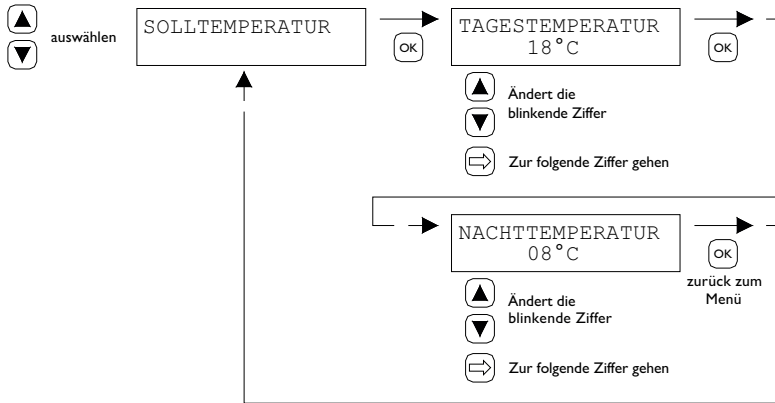 auswählen
SOLLTEMPERATUR
OK
TAGESTEMPERATUR
18°C
OK
Ändert die
blinkende Ziffer
Zur folgende Ziffer gehen
NACHTTEMPERATUR
08°C
OK
zurück zum
Menü
Ändert die
blinkende Ziffer
Zur folgende Ziffer gehen